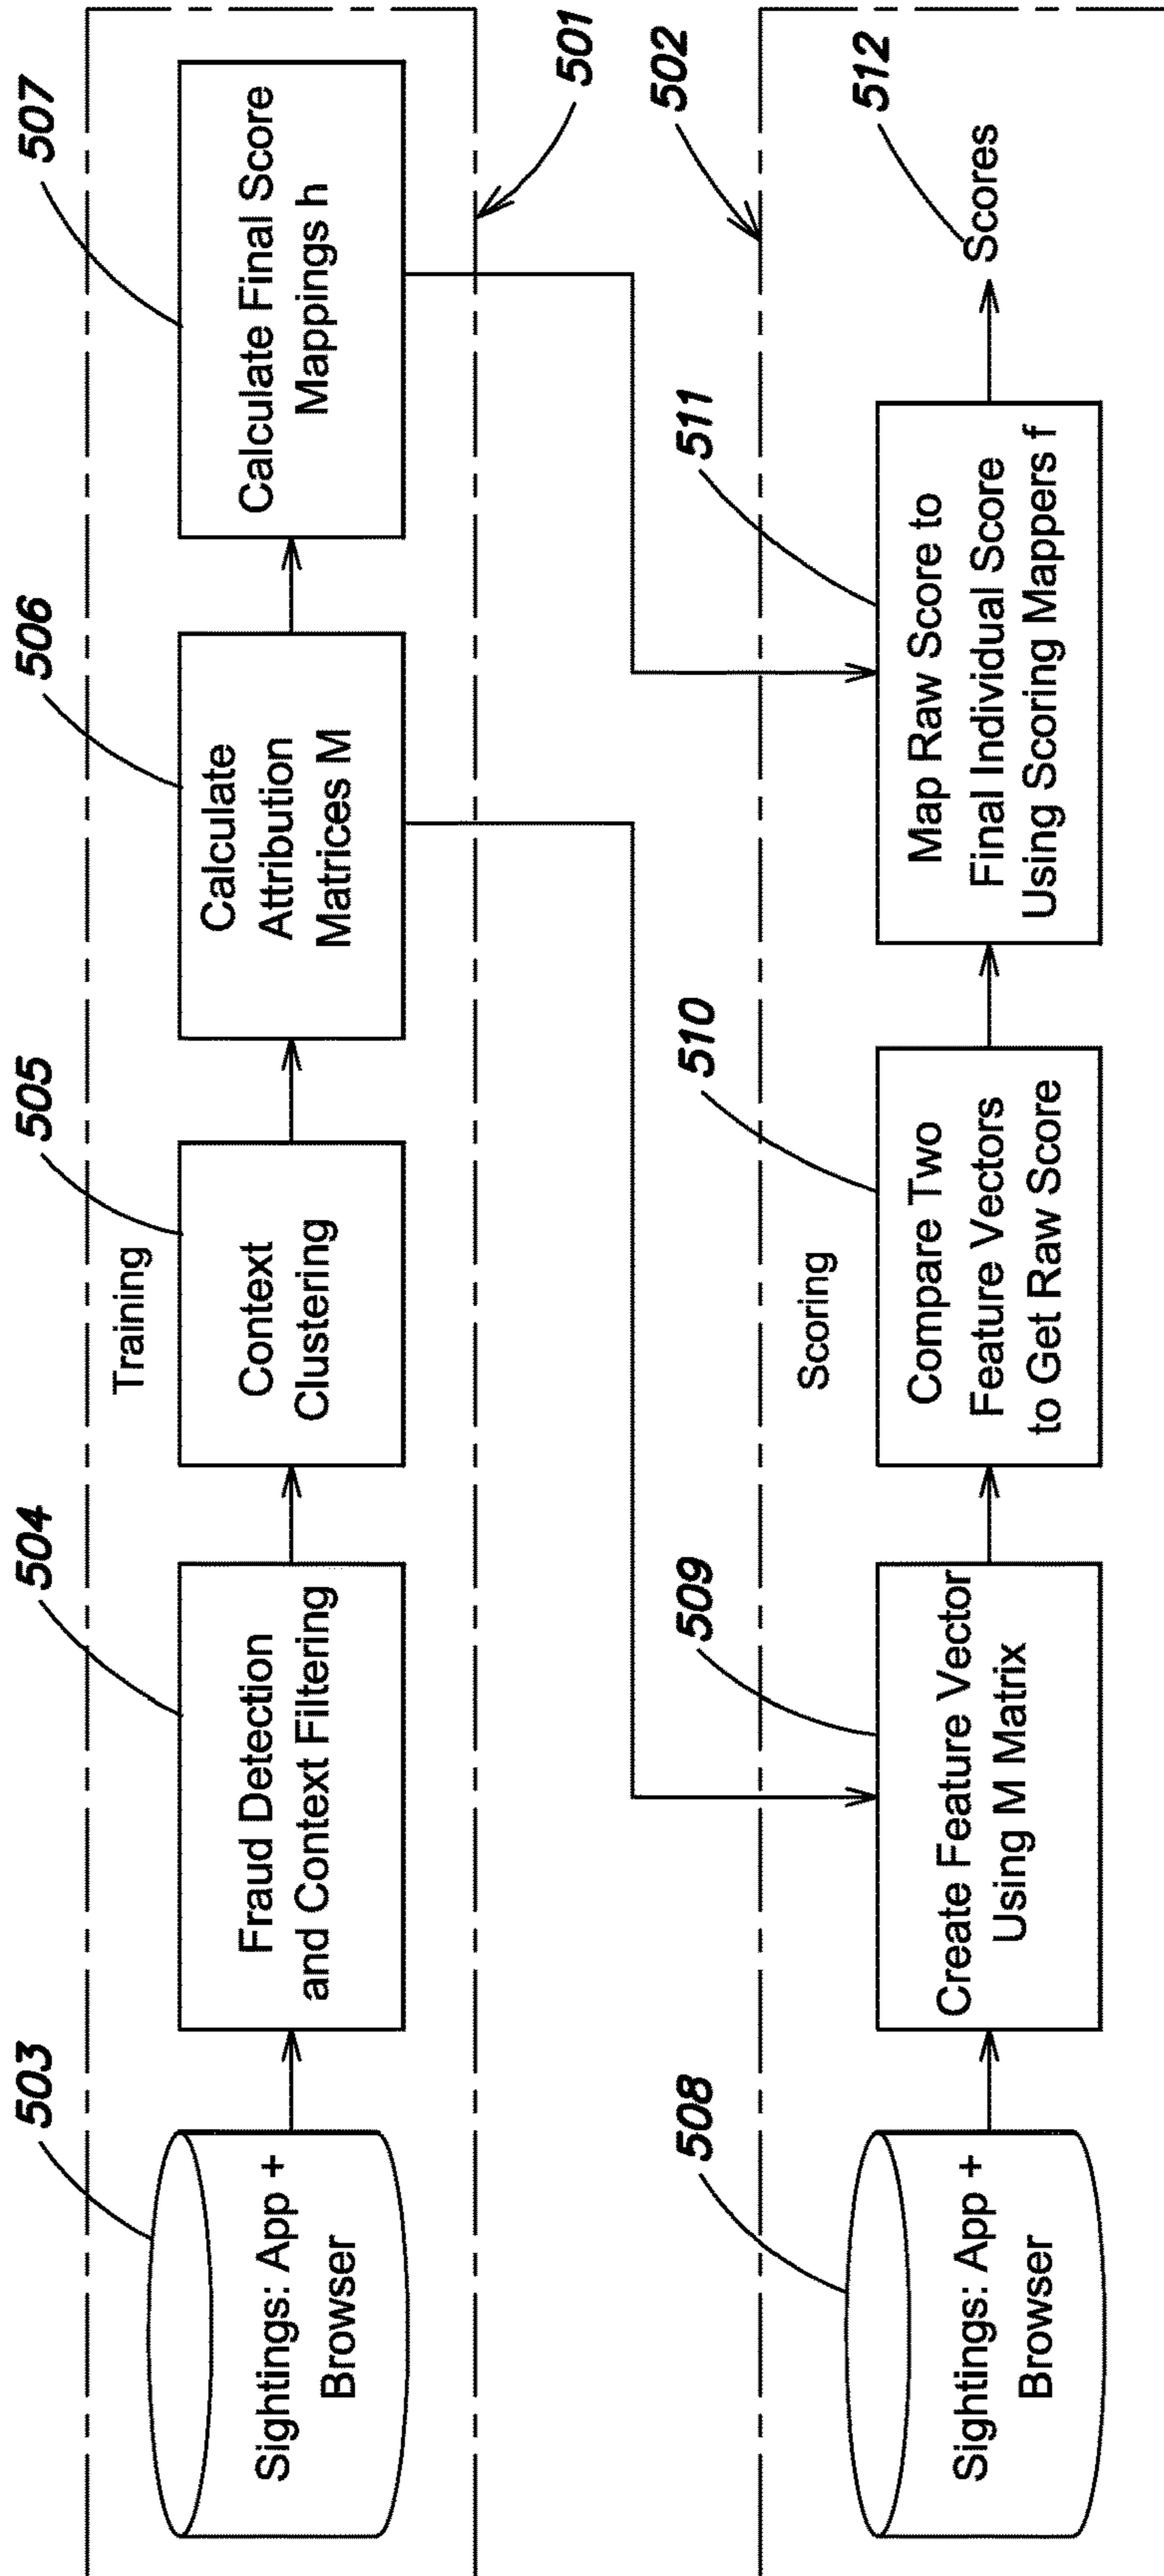 503
504
505
506
507
Training
Sightings: App +
Browser
Fraud Detection
and Context Filtering
Context
Clustering
Calculate
Attribution
Matrices M
Calculate Final Score
Mappings h
501
502
508
509
510
511
512
Scoring
Sightings: App +
Browser
Create Feature Vector
Using M Matrix
Compare Two
Feature Vectors
to Get Raw Score
Map Raw Score to
Final Individual Score
Using Scoring Mappers f
Scores